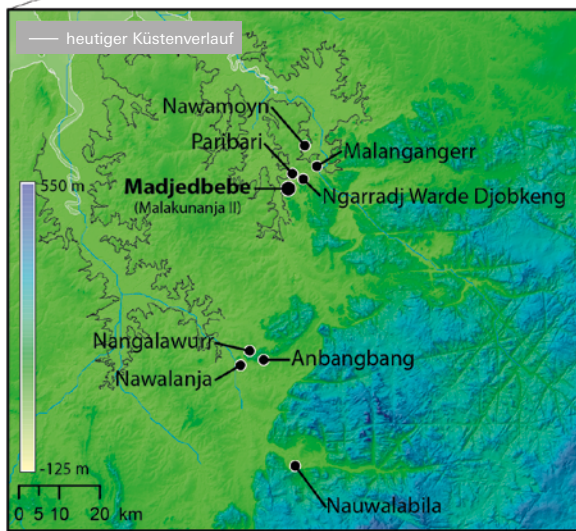 heutiger Küstenverlauf
Nawamoyn
Paribari
Malangangerr
Madjedbebe
(Malakunanja II)
Ngarradj Warde Djobkeng
550 m
Nangalawurr
Anbangbang
Nawalanja
-125 m
0 5 10 20 km
Nauwalabila